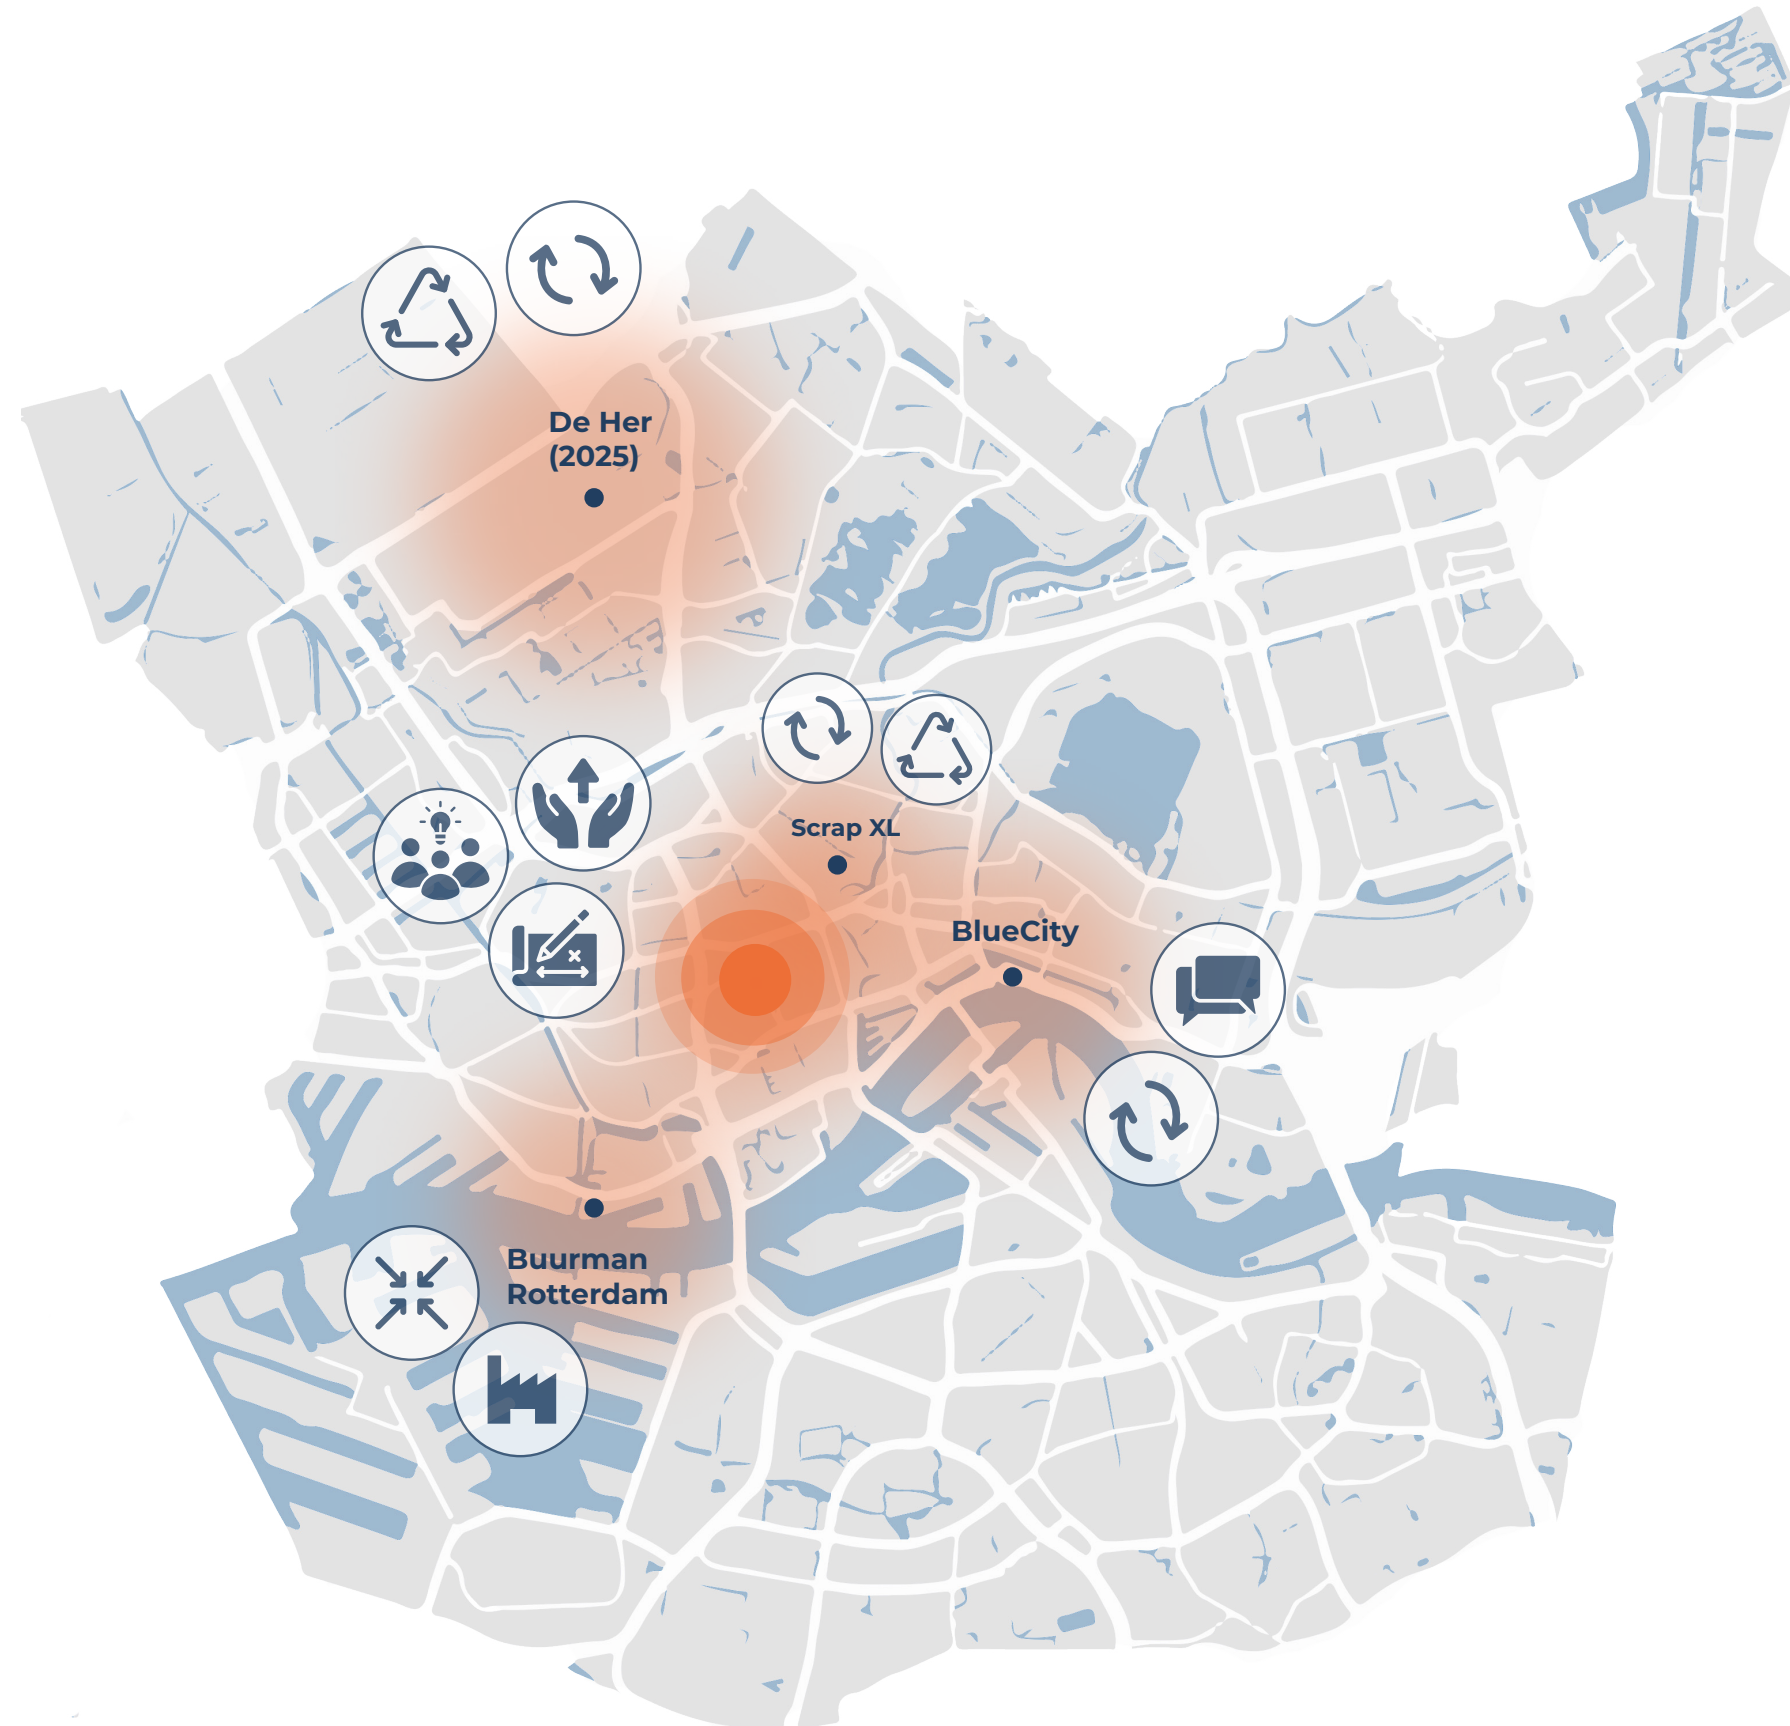 De Her
(2025)
Scrap XL
BlueCity
Buurman
Rotterdam